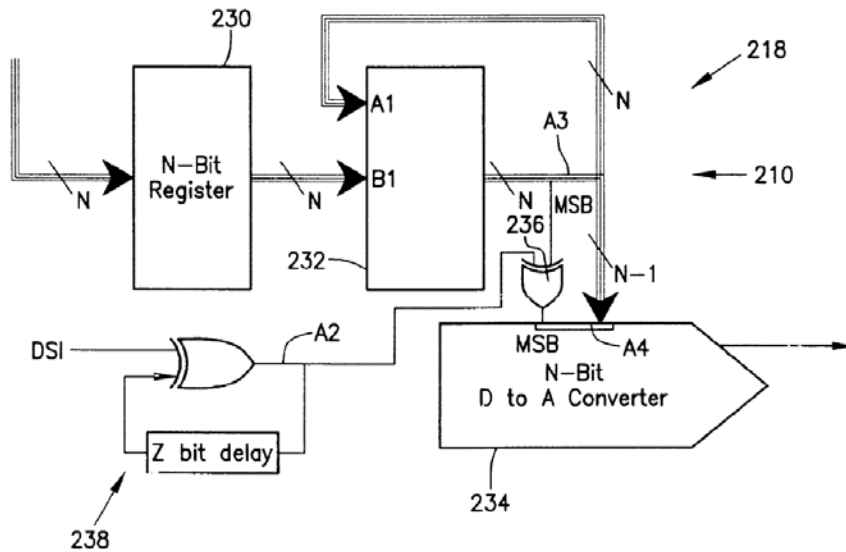 230
218
N
A1
A3
N-Bit
Register
B1
210
N
N
N
MSB
236
232
N-1
A2
DSI
MSB
A4
N-Bit
D to A Converter
Z bit delay
234
238